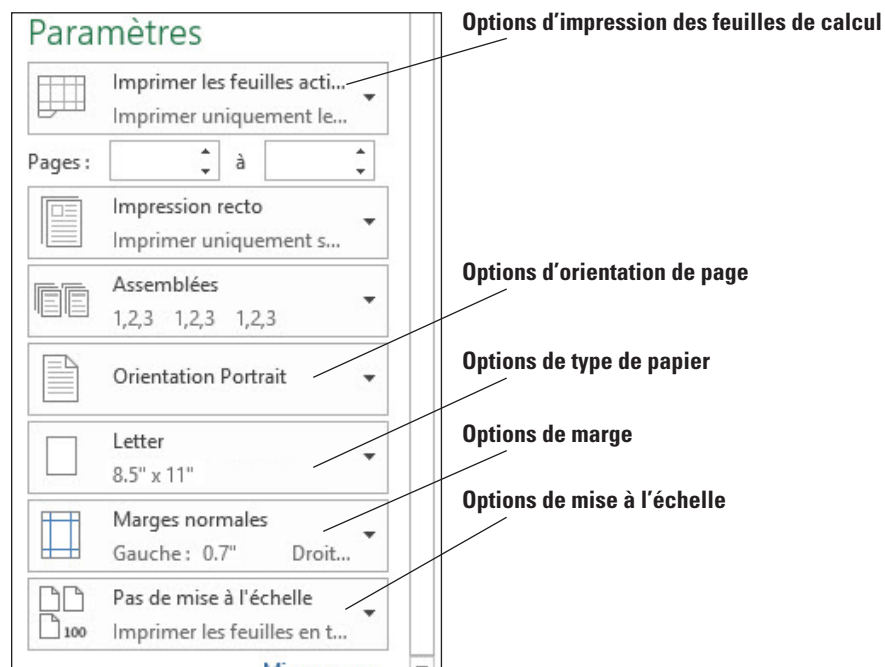 Paramètres
Options d’impression des feuilles de calcul
Imprimer les feuilles acti...
Imprimer uniquement le...
Pages : à
Impression recto
Imprimer uniquement s...
Options d’orientation de page
Assemblées
1,2,3 1,2,3 1,2,3
Options de type de papier
Orientation Portrait
Options de marge
Letter
8.5" x 11"
Options de mise à l’échelle
Marges normales
Gauche : 0.7" Droit...
Pas de mise à l'échelle
100 Imprimer les feuilles en t...